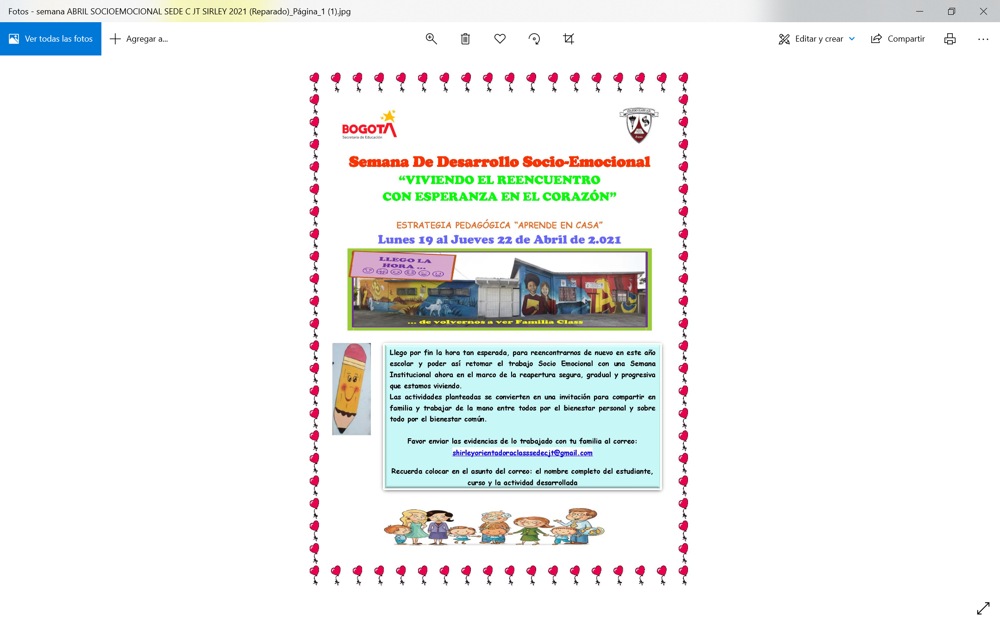 Fotos - semana ABRIL SOCIOEMOCIONAL SEDE C JT SIRLEY 2021 (Reparado)_Página_1 (1).jpg
Ver todas las fotos
Agregar a...
Editar y crear
Compartir
BOGOTA
Secretaría de Educación
COLEGIO CLASS I.E.D.
Semana De Desarrollo Socio-Emocional
“VIVIENDO EL REENCUENTRO
CON ESPERANZA EN EL CORAZÓN”
ESTRATEGIA PEDAGÓGICA “APRENDE EN CASA”
Lunes 19 al Jueves 22 de Abril de 2.021
LLEGO LA
HORA ...
... de volvernos a ver Familia Class
Llego por fin la hora tan esperada, para reencontrarnos de nuevo en este año
escolar y poder así retomar el trabajo Socio Emocional con una Semana
Institucional ahora en el marco de la reapertura segura, gradual y progresiva
que estamos viviendo.
Las actividades planteadas se convierten en una invitación para compartir en
familia y trabajar de la mano entre todos por el bienestar personal y sobre
todo por el bienestar común.
Favor enviar las evidencias de lo trabajado con tu familia al correo:
shirleyorientadoraclasssedecjt@gmail.com
Recuerda colocar en el asunto del correo: el nombre completo del estudiante,
curso y la actividad desarrollada